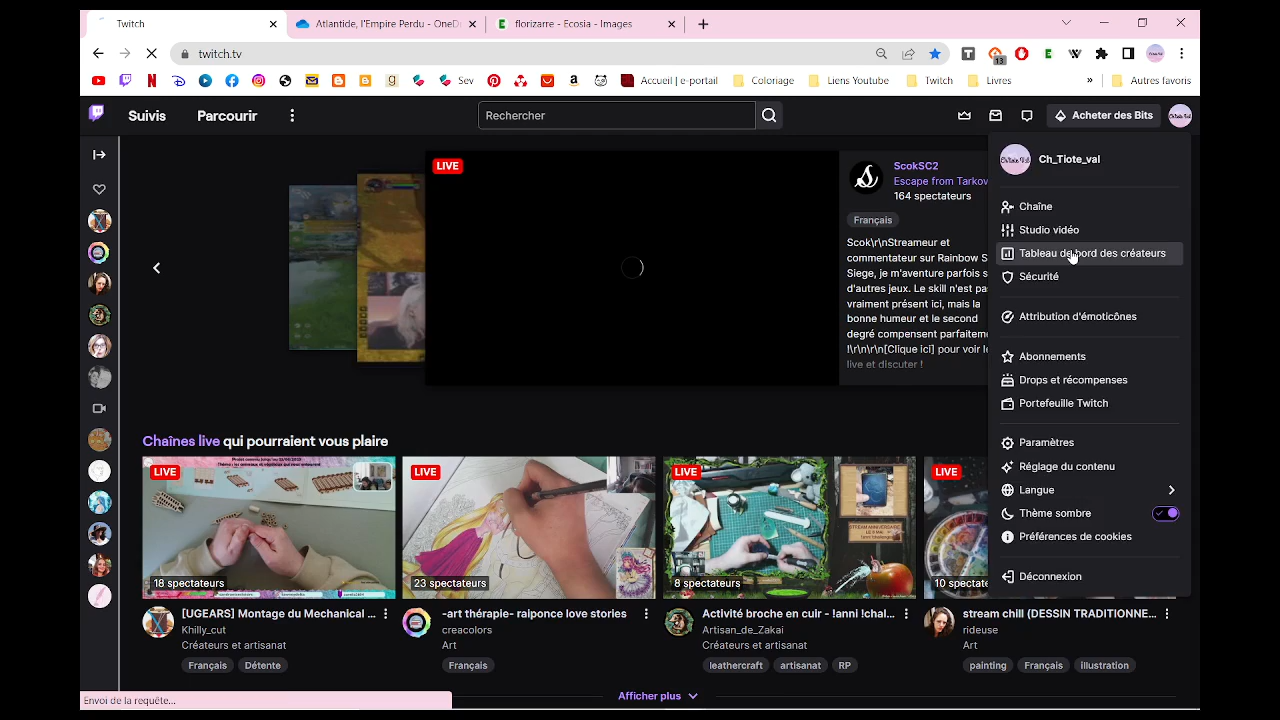 Twitch
Atlantide, l'Empire Perdu - OneD
florizarre - Ecosia - Images
twitch.tv
13
Sev
Accueil | e-portail
Coloriage
Liens Youtube
Twitch
Livres
»
Autres favoris
Suivis
Parcourir
Rechercher
Acheter des Bits
LIVE
ScokSC2
Escape from Tarkov
164 spectateurs
Français
Scok\r\nStreameur et
commentateur sur Rainbow S
Siege, je m'aventure parfois s
d'autres jeux. Le skill n'est pa
vraiment présent ici, mais la
bonne humeur et le second
degré compensent parfaiteme
!\r\n\r\n[Clique ici] pour voir le
live et discuter !
Ch_Tiote_val
Chaîne
Studio vidéo
Tableau de bord des créateurs
Sécurité
Attribution d'émoticônes
Abonnements
Drops et récompenses
Portefeuille Twitch
Paramètres
Réglage du contenu
Langue
Thème sombre
Préférences de cookies
Déconnexion
Chaînes live qui pourraient vous plaire
LIVE
18 spectateurs
LIVE
23 spectateurs
LIVE
8 spectateurs
LIVE
10 spectate
[UGEARS] Montage du Mechanical ...
Khilly_cut
Créateurs et artisanat
Français
Détente
-art thérapie- raiponce love stories
creacolors
Art
Français
Activité broche en cuir - !anni !chal...
Artisan_de_Zakai
Créateurs et artisanat
leathercraft
artisanat
RP
stream chill (DESSIN TRADITIONNE...
rideuse
Art
painting
Français
illustration
Envoi de la requête...
Afficher plus